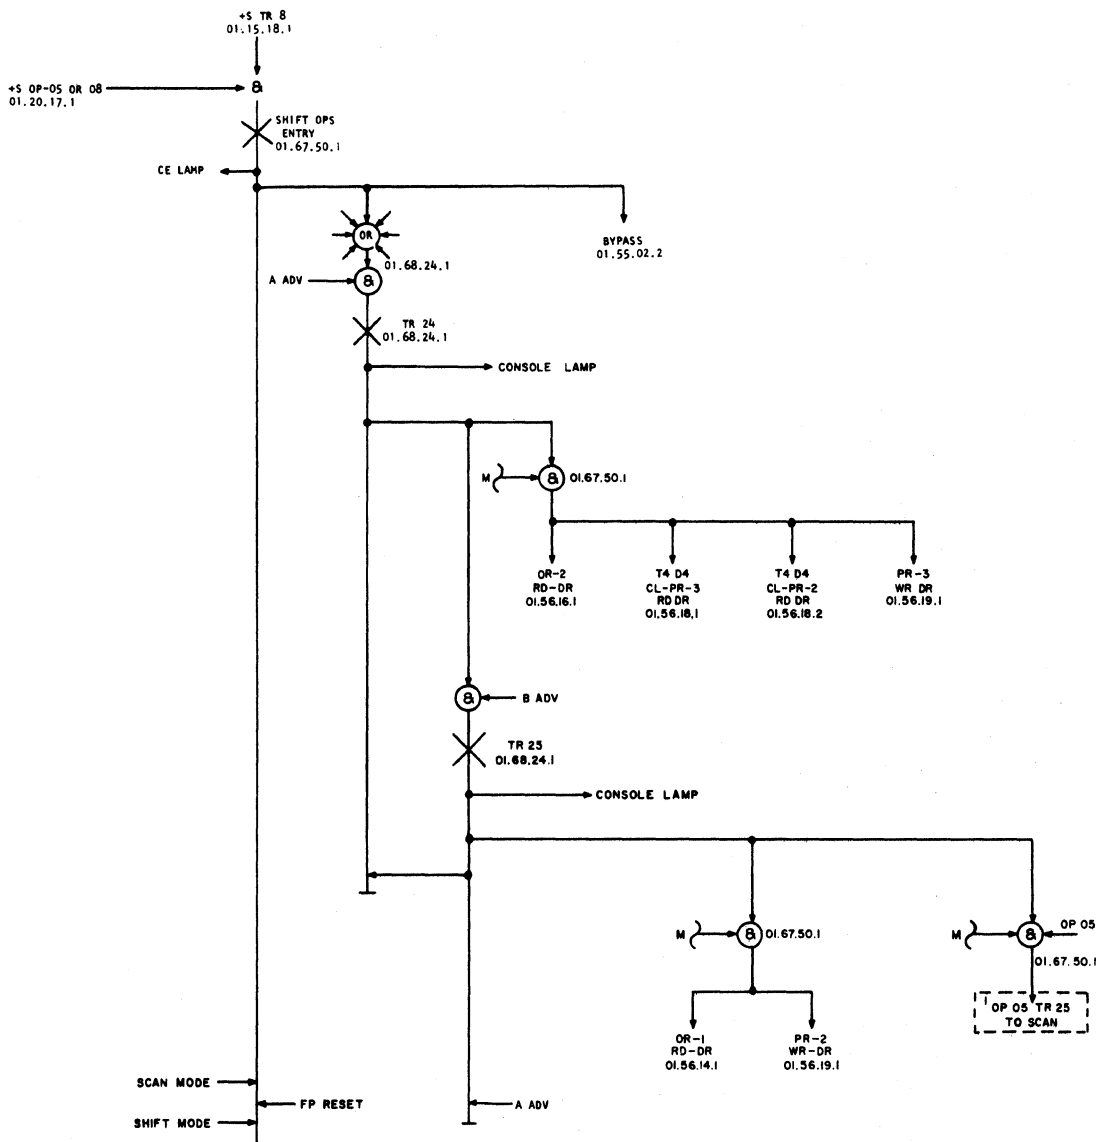 +S TR 8
01.15.18.1
+S OP-05 OR 08
01.20.17.1
&
SHIFT OPS
ENTRY
01.67.50.1
CE LAMP
OR
01.68.24.1
BYPASS
01.55.02.2
A ADV
&
TR 24
01.68.24.1
CONSOLE LAMP
M
&
01.67.50.1
OR-2
RD-DR
01.56.16.1
T4 D4
CL-PR-3
RD DR
01.56.18.1
T4 D4
CL-PR-2
RD DR
01.56.18.2
PR-3
WR DR
01.56.19.1
&
B ADV
TR 25
01.68.24.1
CONSOLE LAMP
M
&
01.67.50.1
M
&
OP 05
01.67.50.1
OP 05 TR 25
TO SCAN
OR-1
RD-DR
01.56.14.1
PR-2
WR-DR
01.56.19.1
SCAN MODE
FP RESET
A ADV
SHIFT MODE